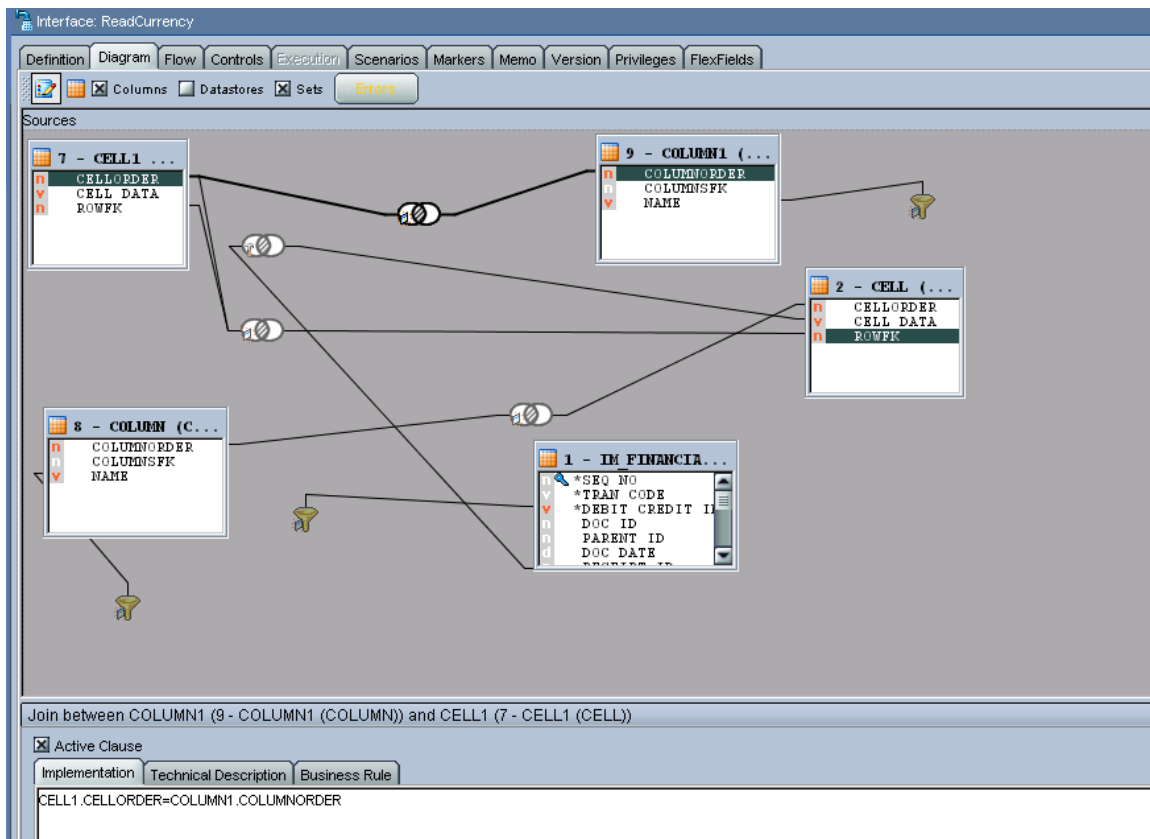 Interface: ReadCurrency
Definition Diagram Flow Controls Execution Scenarios Markers Memo Version Privileges FlexFields
Columns Datastores Sets Errors
Sources
7 - CELL1 ...
n CELLORDER
v CELL DATA
n ROWFK
9 - COLUMN1 (...
n COLUMNORDER
n COLUMNSFK
v NAME
2 - CELL (...
n CELLORDER
v CELL DATA
n ROWFK
8 - COLUMN (C...
n COLUMNORDER
n COLUMNSFK
v NAME
1 - IM_FINANCIA...
n *SEQ NO
v *TRAN CODE
v *DEBIT CREDIT I
n DOC ID
n PARENT ID
d DOC DATE
Join between COLUMN1 (9 - COLUMN1 (COLUMN)) and CELL1 (7 - CELL1 (CELL))
Active Clause
Implementation Technical Description Business Rule
CELL1.CELLORDER=COLUMN1.COLUMNORDER